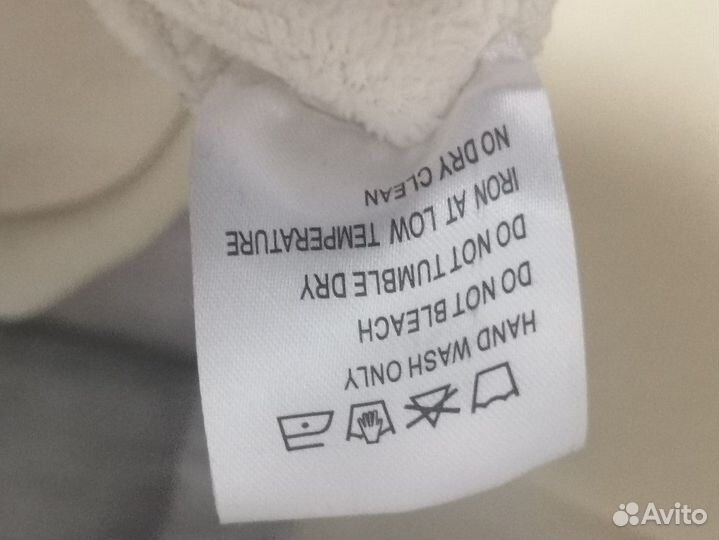 HAND WASH ONLY
DO NOT BLEACH
DO NOT TUMBLE DRY
IRON AT LOW TEMPERATURE
NO DRY CLEAN
Avito